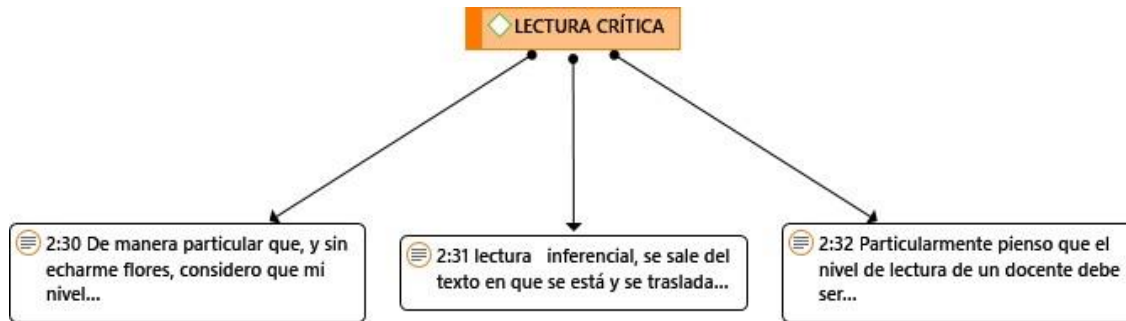 LECTURA CRÍTICA
2:30 De manera particular que, y sin
echarme flores, considero que mi
nivel...
2:31 lectura inferencial, se sale del
texto en que se está y se traslada...
2:32 Particularmente pienso que el
nivel de lectura de un docente debe
ser...